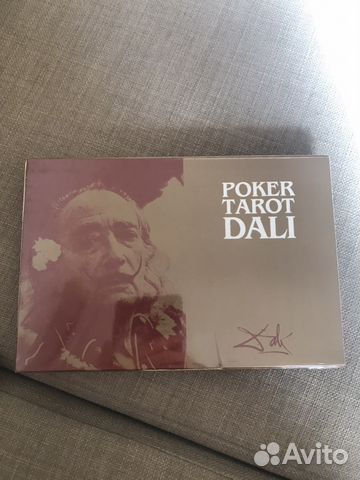 POKER
TAROT
DALI
Dalí
Avito